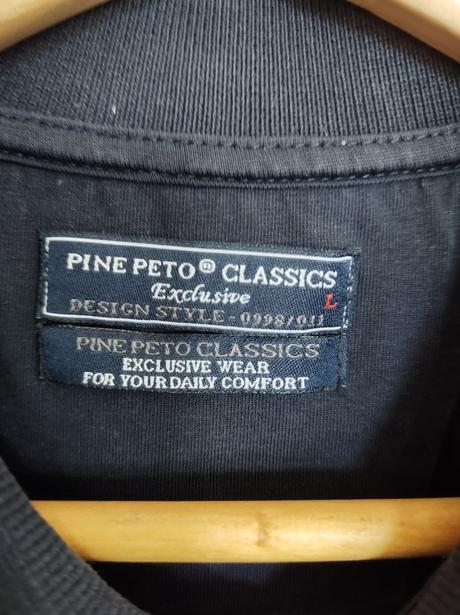 PINE PETO ® CLASSICS
Exclusive
L
DESIGN STYLE - 0998/011
PINE PETO CLASSICS
EXCLUSIVE WEAR
FOR YOUR DAILY COMFORT